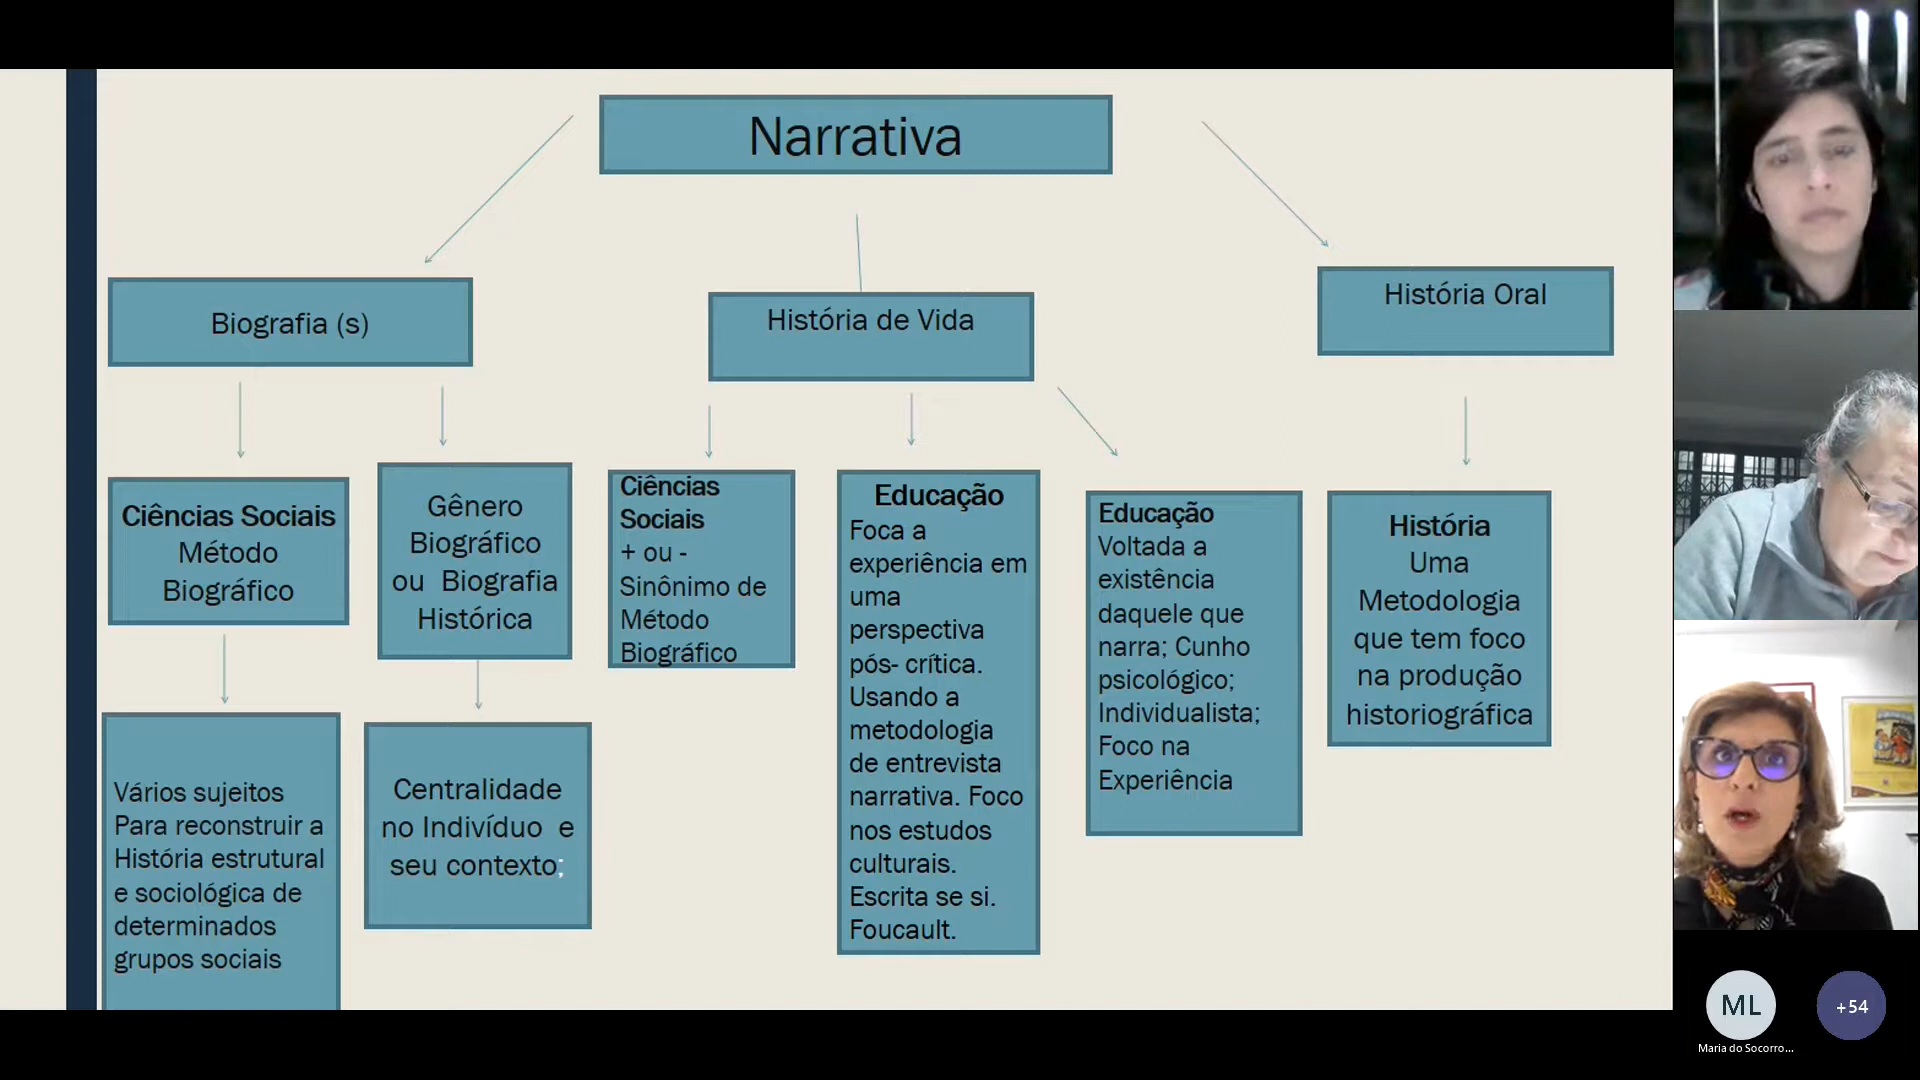 Narrativa
Biografia (s)
História de Vida
História Oral
Ciências Sociais
Método
Biográfico
Gênero
Biográfico
ou Biografia
Histórica
Ciências
Sociais
+ ou -
Sinônimo de
Método
Biográfico
Educação
Foca a
experiência em
uma
perspectiva
pós- crítica.
Usando a
metodologia
de entrevista
narrativa. Foco
nos estudos
culturais.
Escrita se si.
Foucault.
Educação
Voltada a
existência
daquele que
narra; Cunho
psicológico;
Individualista;
Foco na
Experiência
História
Uma
Metodologia
que tem foco
na produção
historiográfica
Vários sujeitos
Para reconstruir a
História estrutural
e sociológica de
determinados
grupos sociais
Centralidade
no Indivíduo e
seu contexto;
ML
+54
Maria do Socorro...